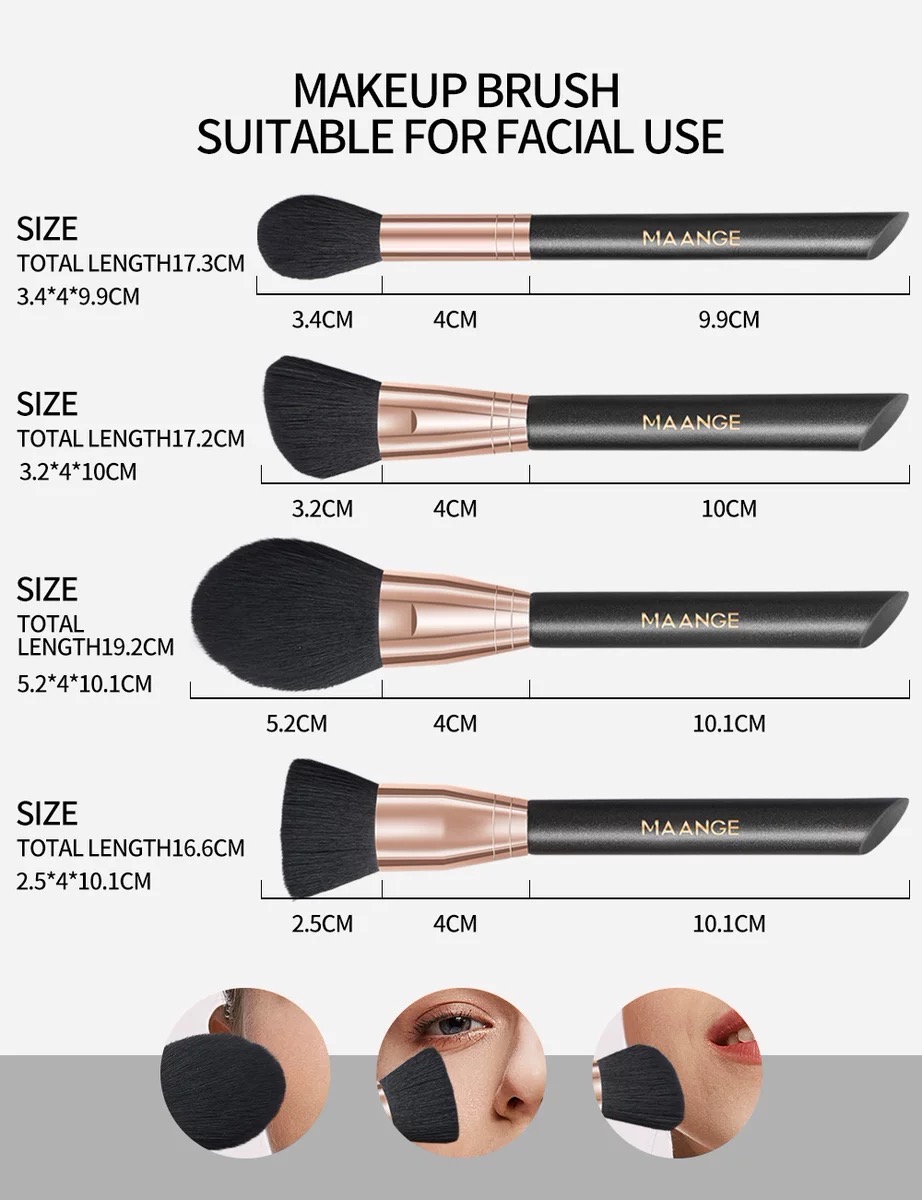 MAKEUP BRUSH
SUITABLE FOR FACIAL USE
SIZE
TOTAL LENGTH17.3CM
3.4*4*9.9CM
MAANGE
3.4CM
4CM
9.9CM
SIZE
TOTAL LENGTH17.2CM
3.2*4*10CM
MAANGE
3.2CM
4CM
10CM
SIZE
TOTAL
LENGTH19.2CM
5.2*4*10.1CM
MAANGE
5.2CM
4CM
10.1CM
SIZE
TOTAL LENGTH16.6CM
2.5*4*10.1CM
MAANGE
2.5CM
4CM
10.1CM